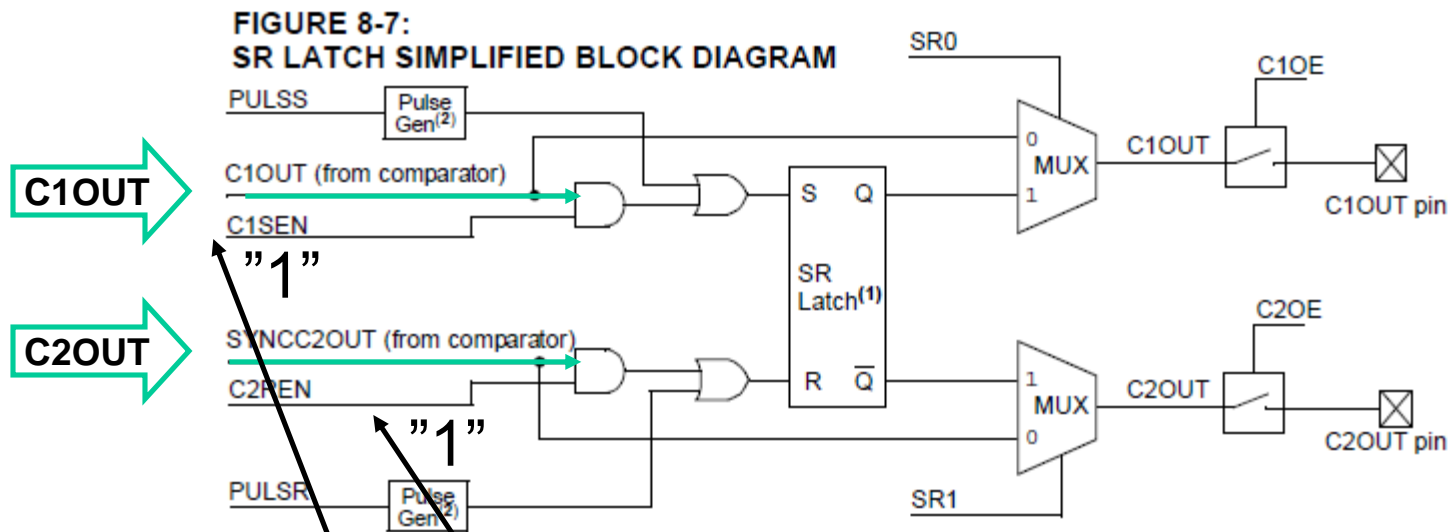 FIGURE 8-7:
SR LATCH SIMPLIFIED BLOCK DIAGRAM
SR0
C1OE
PULSS
Pulse
Gen(2)
0
MUX
1
C1OUT
C1OUT pin
C1OUT
C1OUT (from comparator)
C1SEN
"1"
S Q
SR
Latch(1)
R Q
C2OUT
SYNCC2OUT (from comparator)
C2REN
"1"
C2OE
1
MUX
0
C2OUT
C2OUT pin
PULSR
Pulse
Gen(2)
SR1